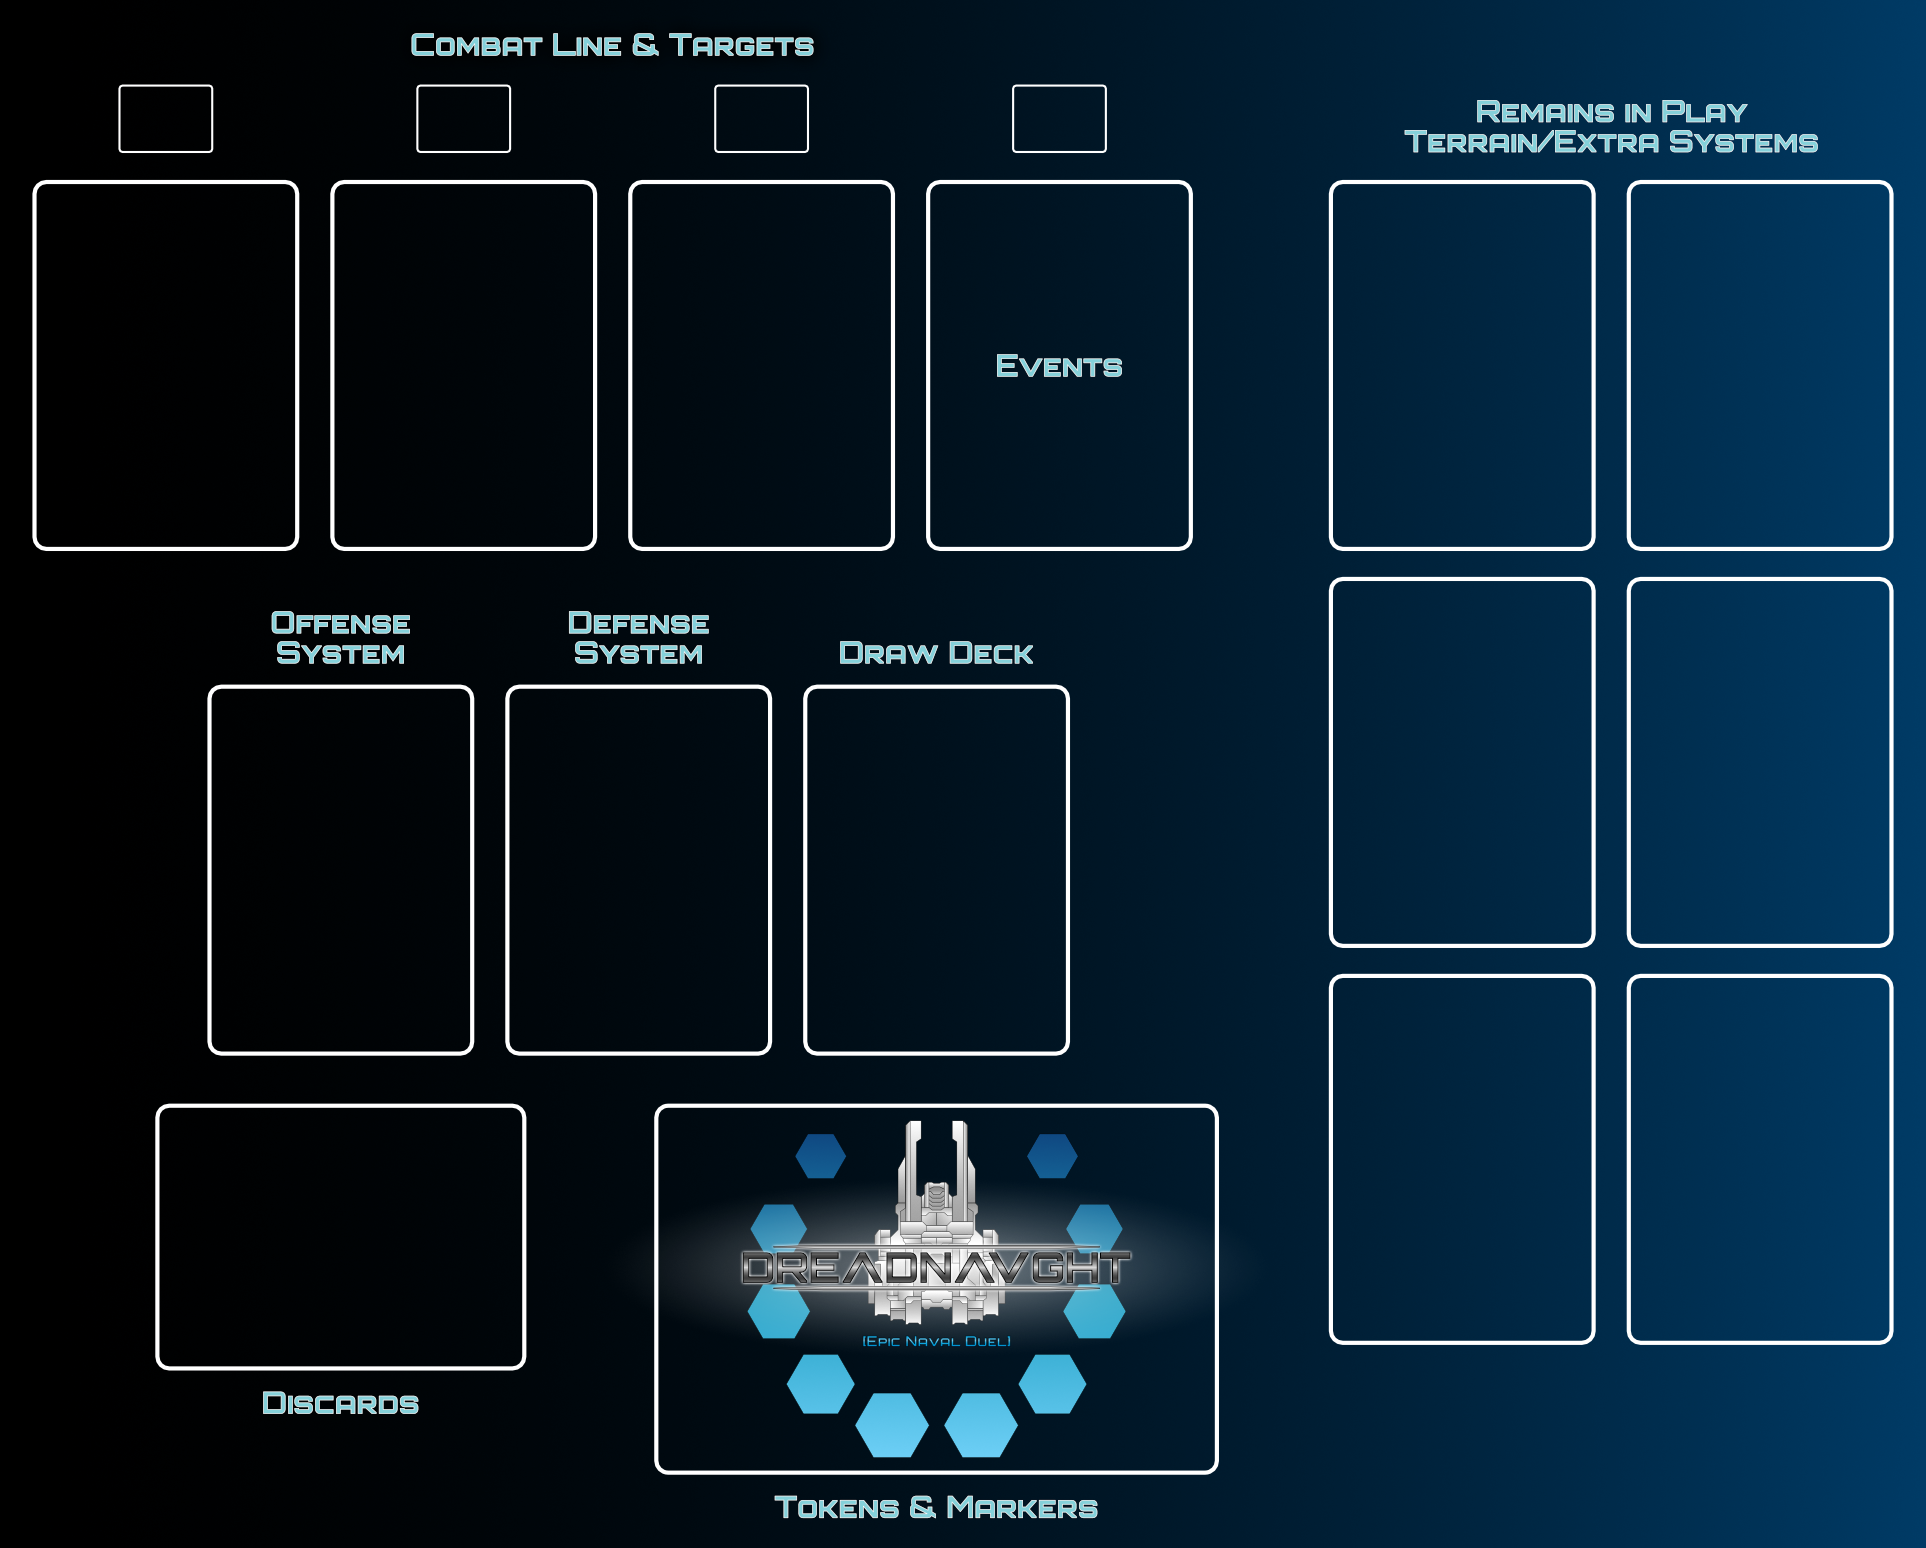 Combat Line & Targets
Remains in Play
Terrain/Extra Systems
Events
Offense
System
Defense
System
Draw Deck
DREADNAVGHT
[Epic Naval Duel]
Discards
Tokens & Markers